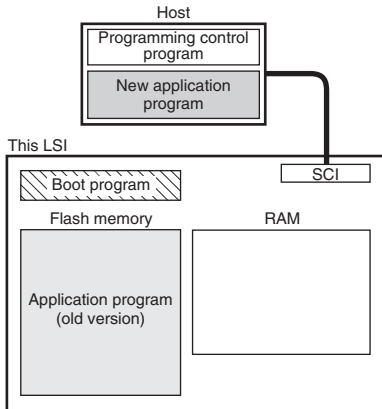 Host
Programming control
program
New application
program
This LSI
SCI
Boot program
Flash memory
RAM
Application program
(old version)